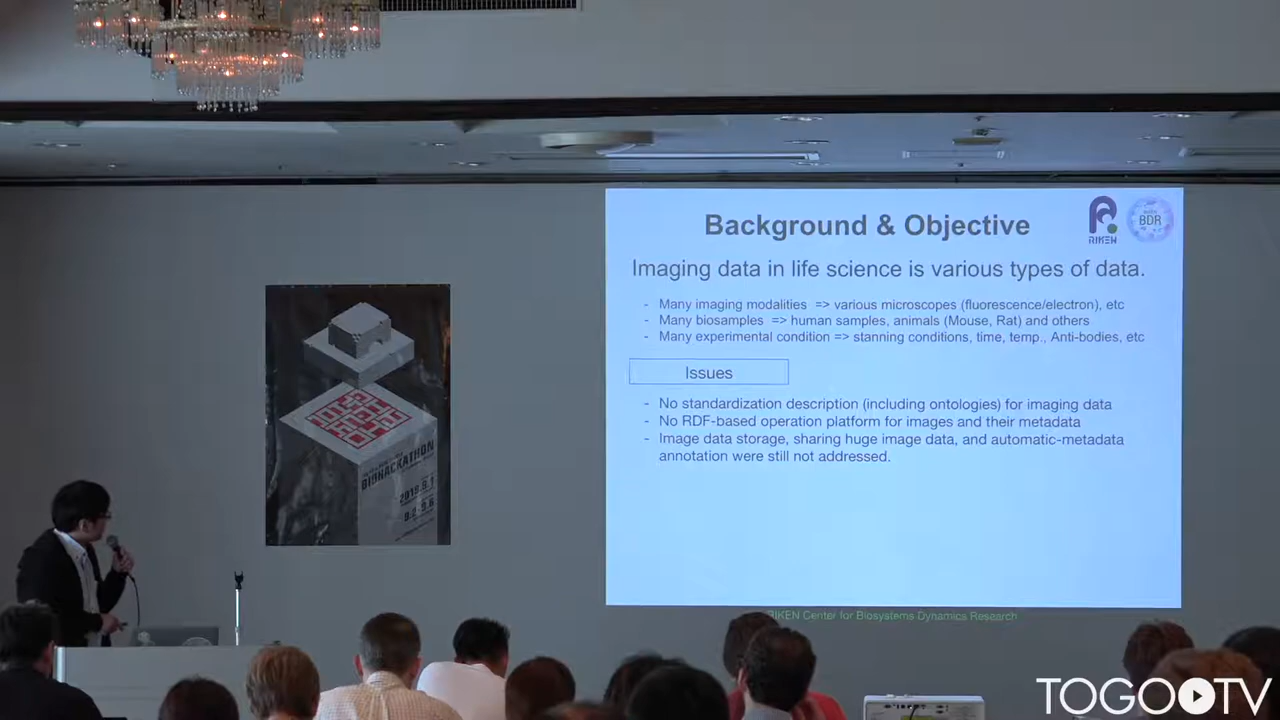 Background & Objective
RIKEN
BDR
Imaging data in life science is various types of data.
- Many imaging modalities => various microscopes (fluorescence/electron), etc
- Many biosamples => human samples, animals (Mouse, Rat) and others
- Many experimental condition => stanning conditions, time, temp., Anti-bodies, etc
Issues
- No standardization description (including ontologies) for imaging data
- No RDF-based operation platform for images and their metadata
- Image data storage, sharing huge image data, and automatic-metadata
annotation were still not addressed.
RIKEN Center for Biosystems Dynamics Research
BIOHACKATHON
TOGO TV